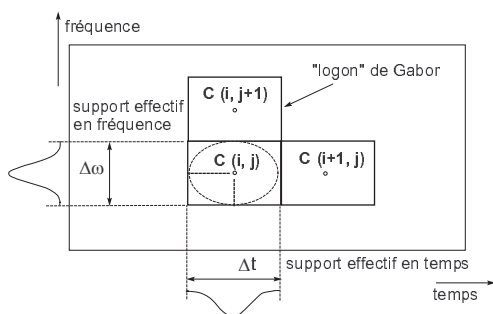 fréquence
"logon" de Gabor
C (i, j+1)
support effectif
en fréquence
C (i, j)
C (i+1, j)
Δω
Δt
support effectif en temps
temps